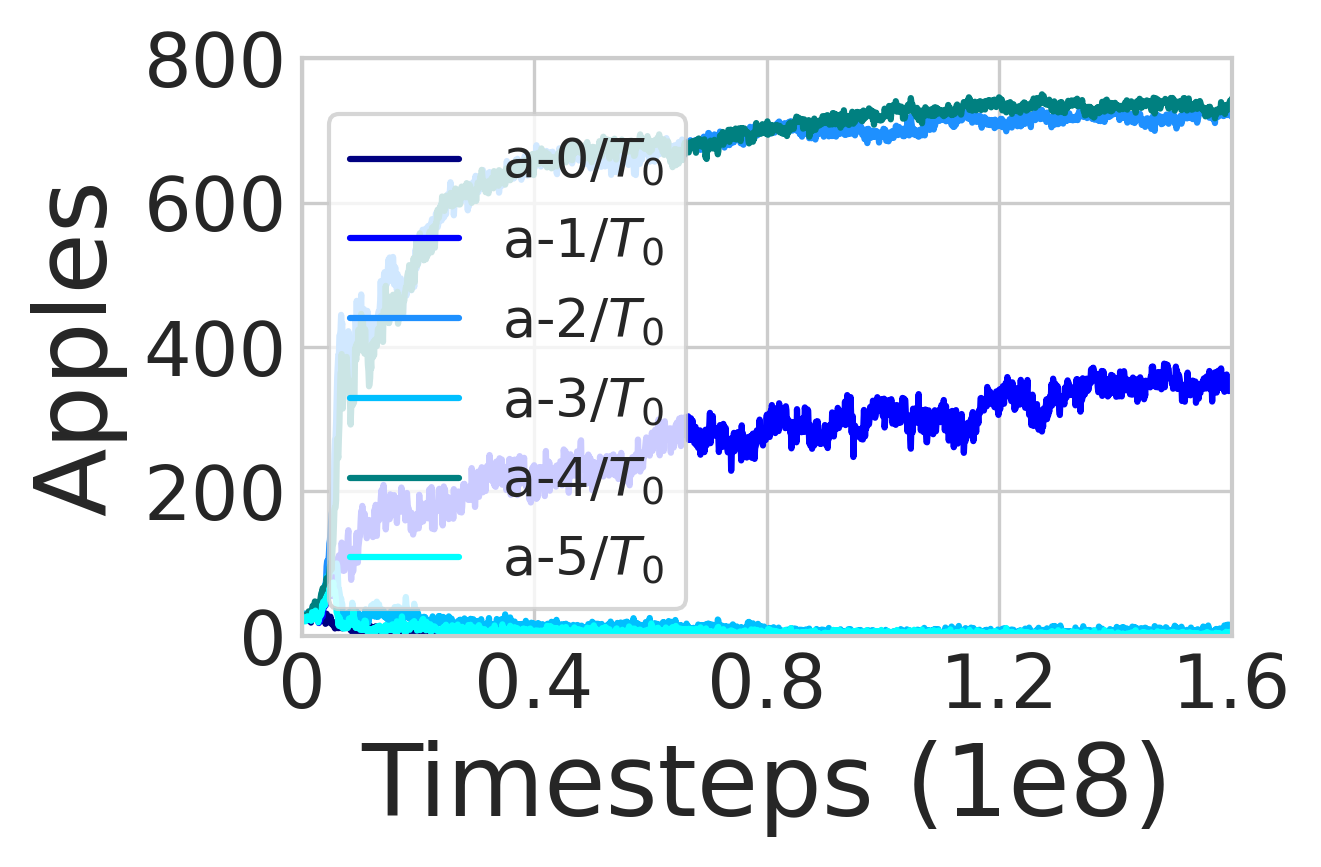 800
600
400
200
0
Apples
a-0/T₀
a-1/T₀
a-2/T₀
a-3/T₀
a-4/T₀
a-5/T₀
0 0.4 0.8 1.2 1.6
Timesteps (1e8)